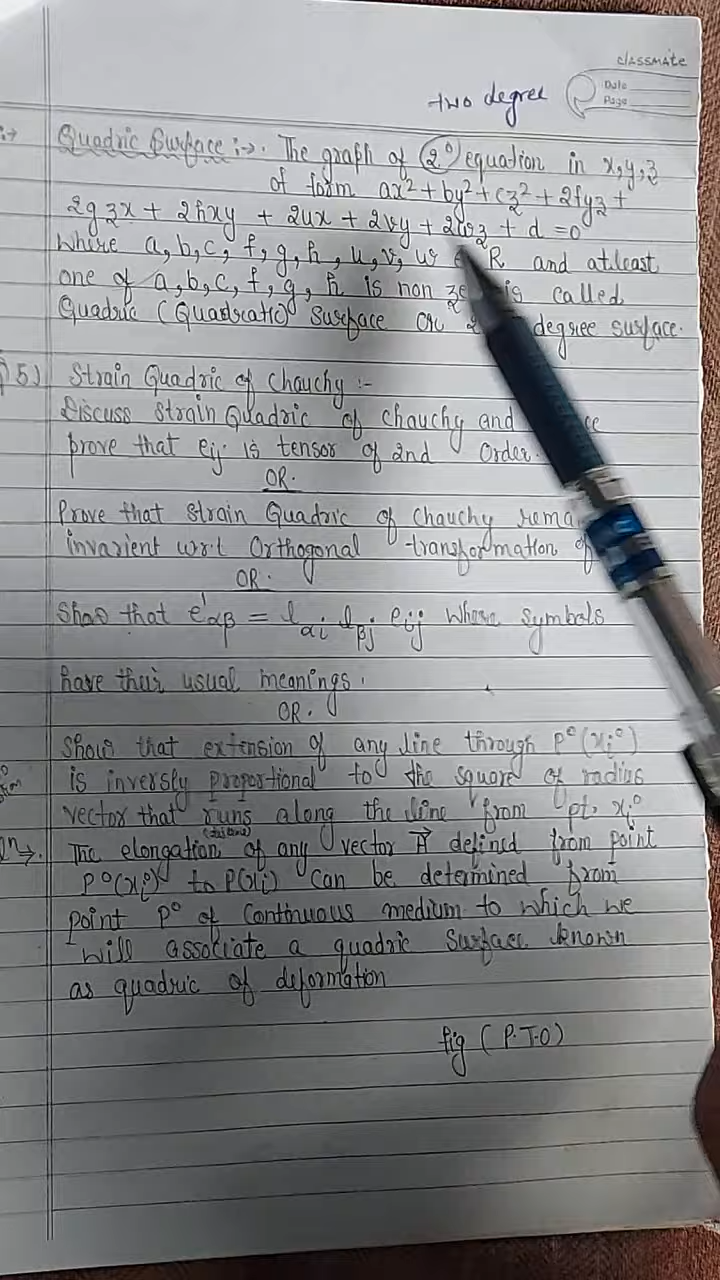 classmate
Date
Page
two degree
Quadric Surface :→. The graph of 2° equation in x,y,z
of form ax² + by² + cz² + 2fyz +
2gzx + 2hxy + 2ux + 2vy + 2wz + d = 0
Where a,b,c, f, g, h, u, v, w R and atleast
one of a,b,c, f, g, h is non is called
Quadric (Quadratic) Surface or degree surface.
5) Strain Quadric of Chauchy :-
Discuss Strain Quadric of Chauchy and
prove that eij is tensor of 2nd Order.
OR.
Prove that Strain Quadric of Chauchy
invarient wrt Orthogonal transformation of
OR.
Shoo that e'αβ = lαi lβj eij Where symbols
have thuir usual meanings.
OR.
Show that extension of any line through P°(xi°)
is inversly proportional to the square of radius
vector that runs along the line from pt. xi°
The elongation of any vector A⃗ defined from point
P°(xi°) to P(xi) can be determined from
point P° of Continuous medium to which we
will associate a quadric Surface known
as quadric of deformation
fig (P.T.O)